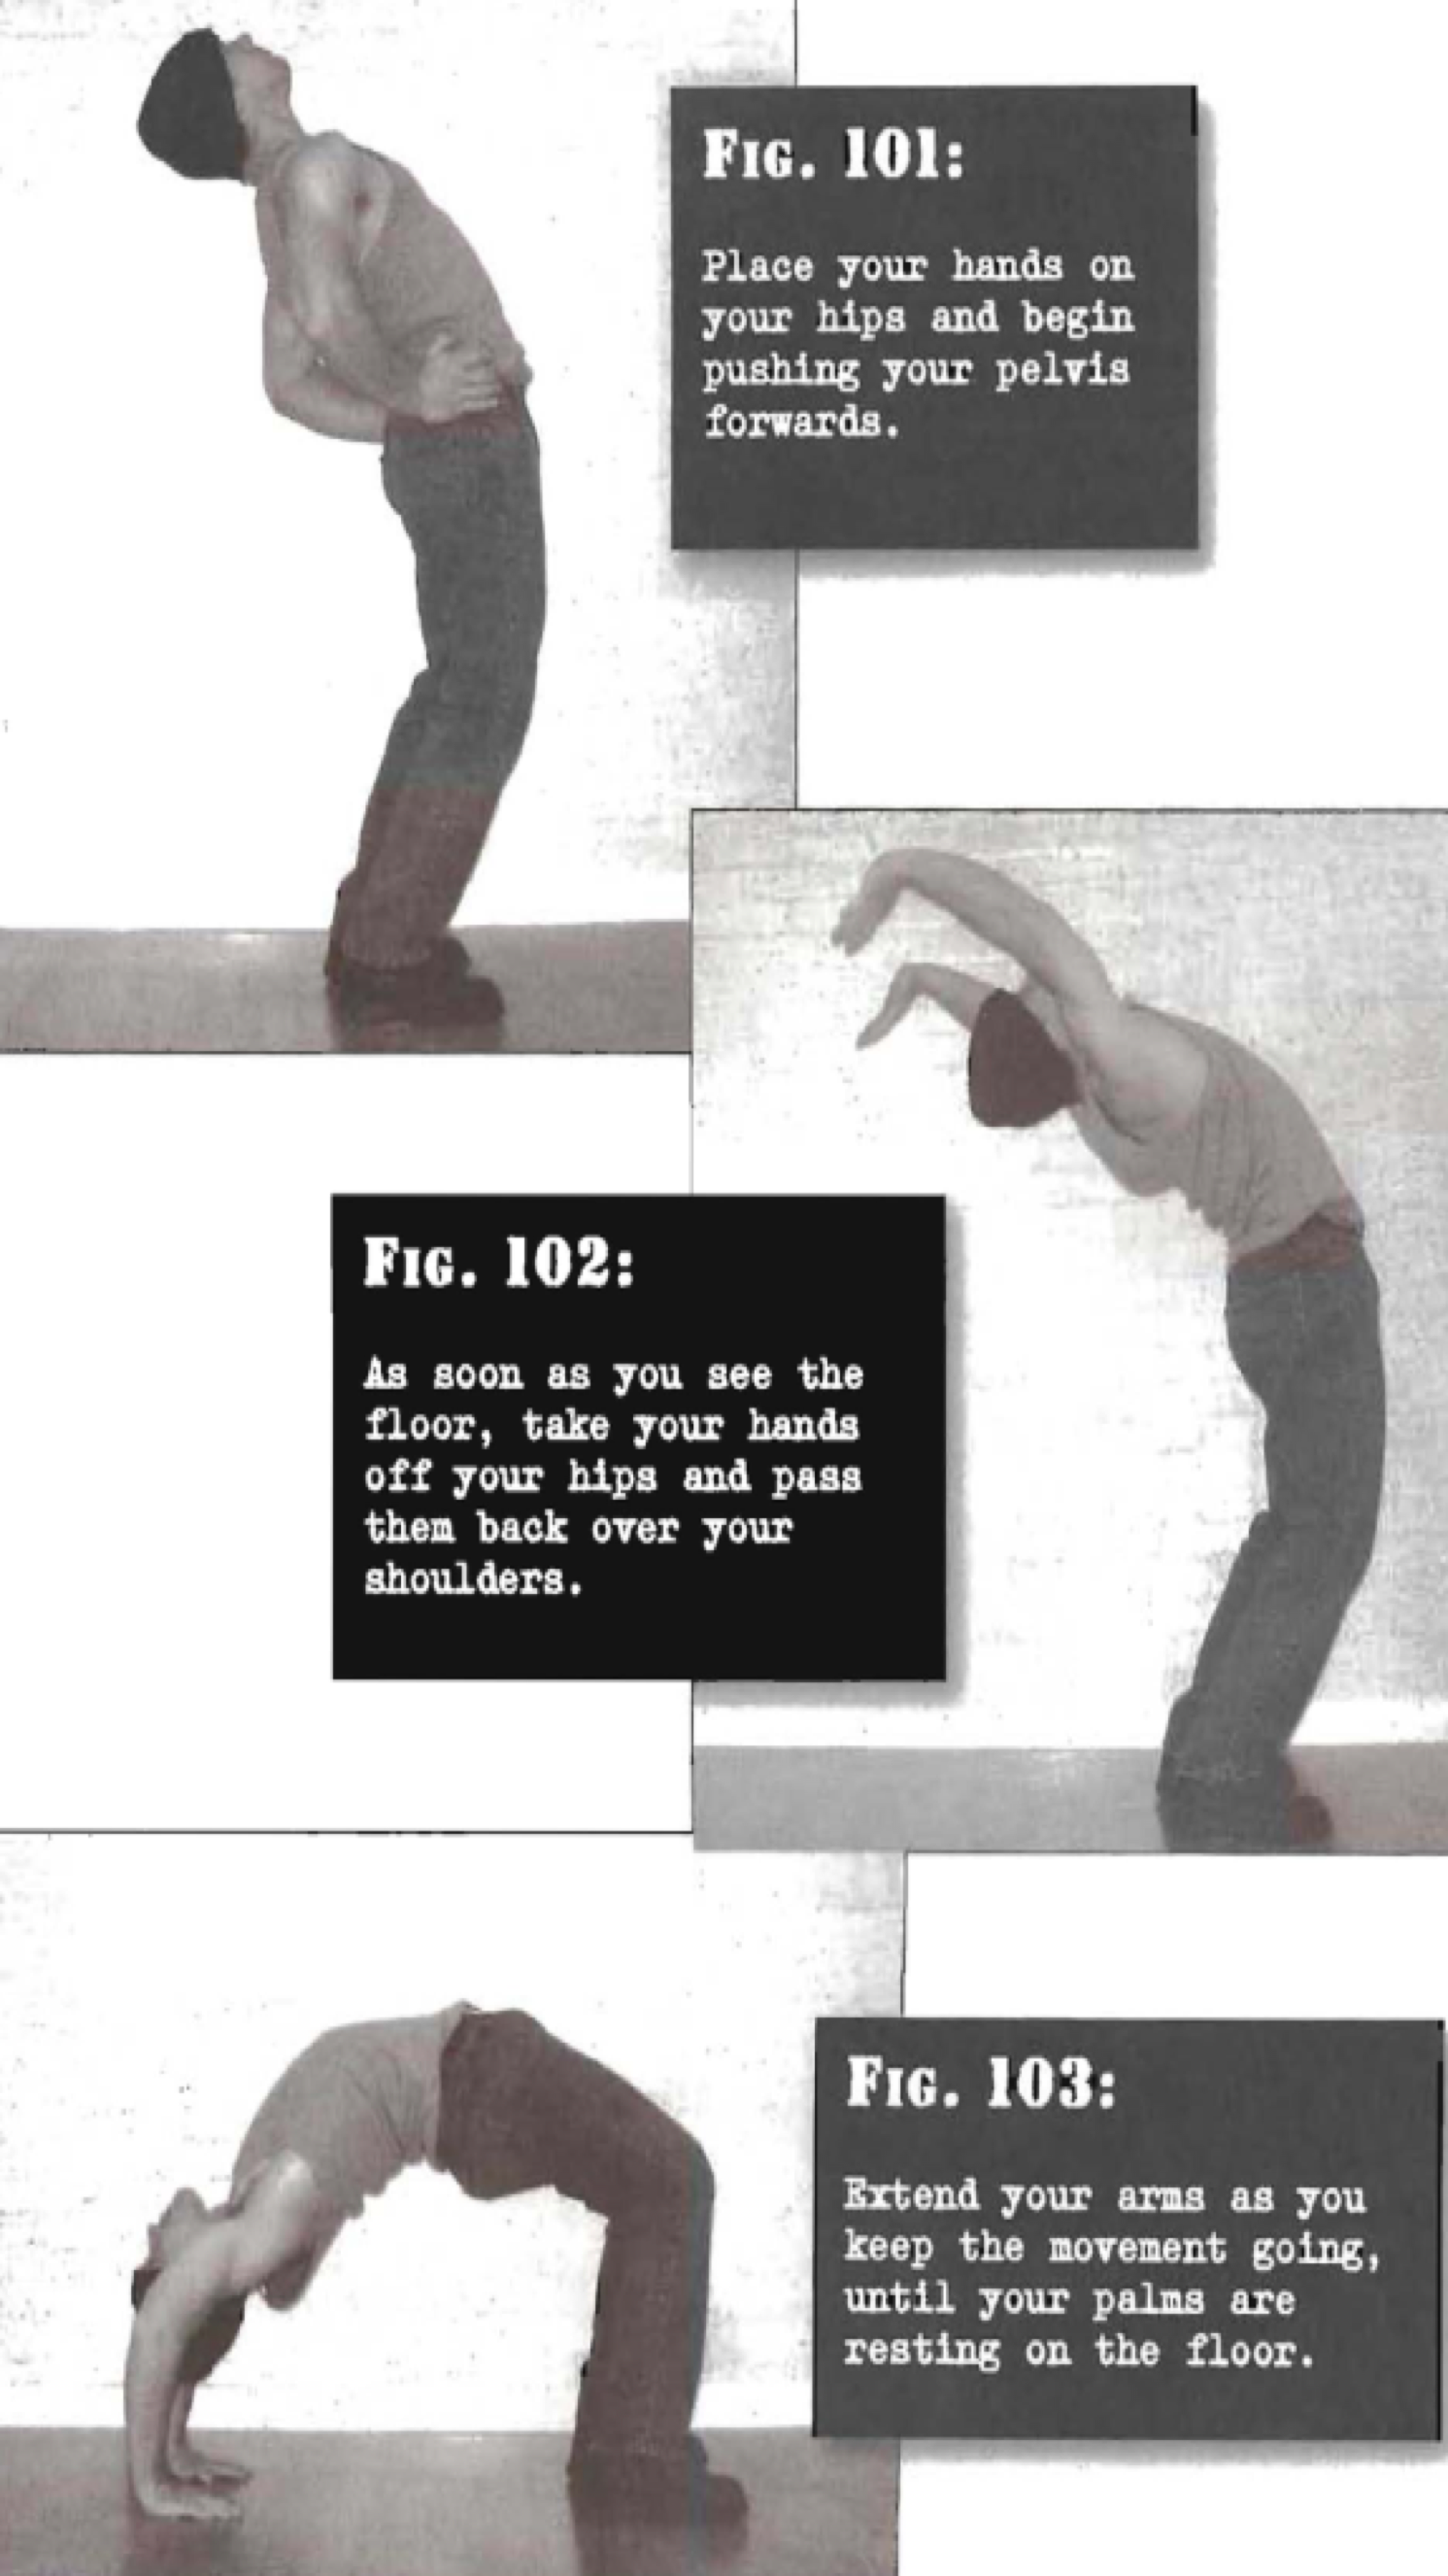 FIG. 101:
Place your hands on
your hips and begin
pushing your pelvis
forwards.
FIG. 102:
As soon as you see the
floor, take your hands
off your hips and pass
them back over your
shoulders.
FIG. 103:
Extend your arms as you
keep the movement going,
until your palms are
resting on the floor.